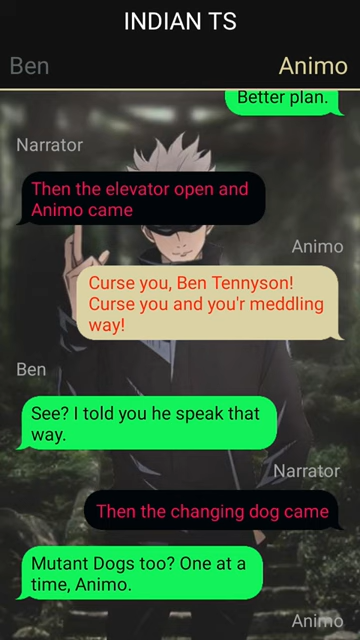 INDIAN TS
Ben
Animo
Better plan.
Narrator
Then the elevator open and
Animo came
Animo
Curse you, Ben Tennyson!
Curse you and you'r meddling
way!
Ben
See? I told you he speak that
way.
Narrator
Then the changing dog came
Mutant Dogs too? One at a
time, Animo.
Animo